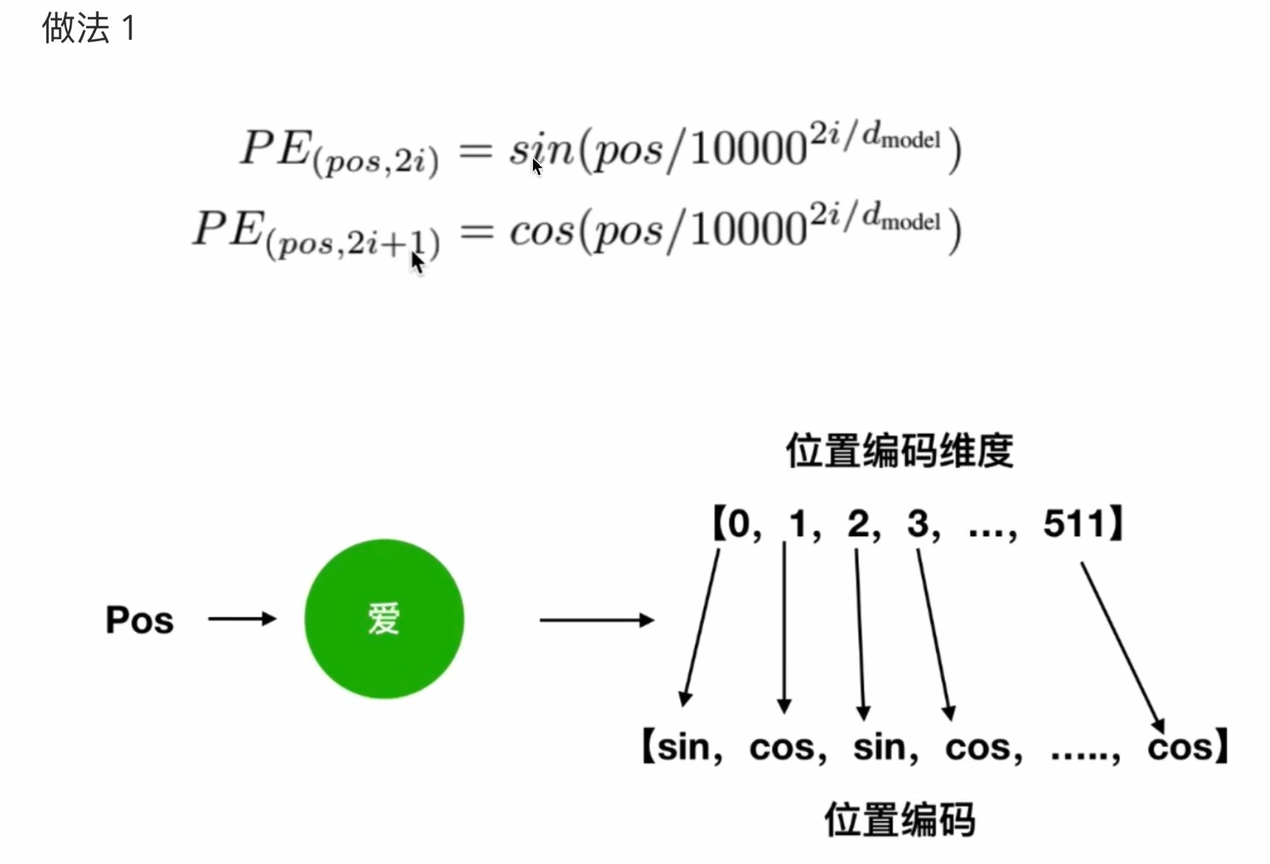 做法 1
PE(pos,2i) = sin(pos/10000^2i/dmodel)
PE(pos,2i+1) = cos(pos/10000^2i/dmodel)
位置编码维度
【0, 1, 2, 3, ..., 511】
Pos
爱
【sin, cos, sin, cos, ....., cos】
位置编码